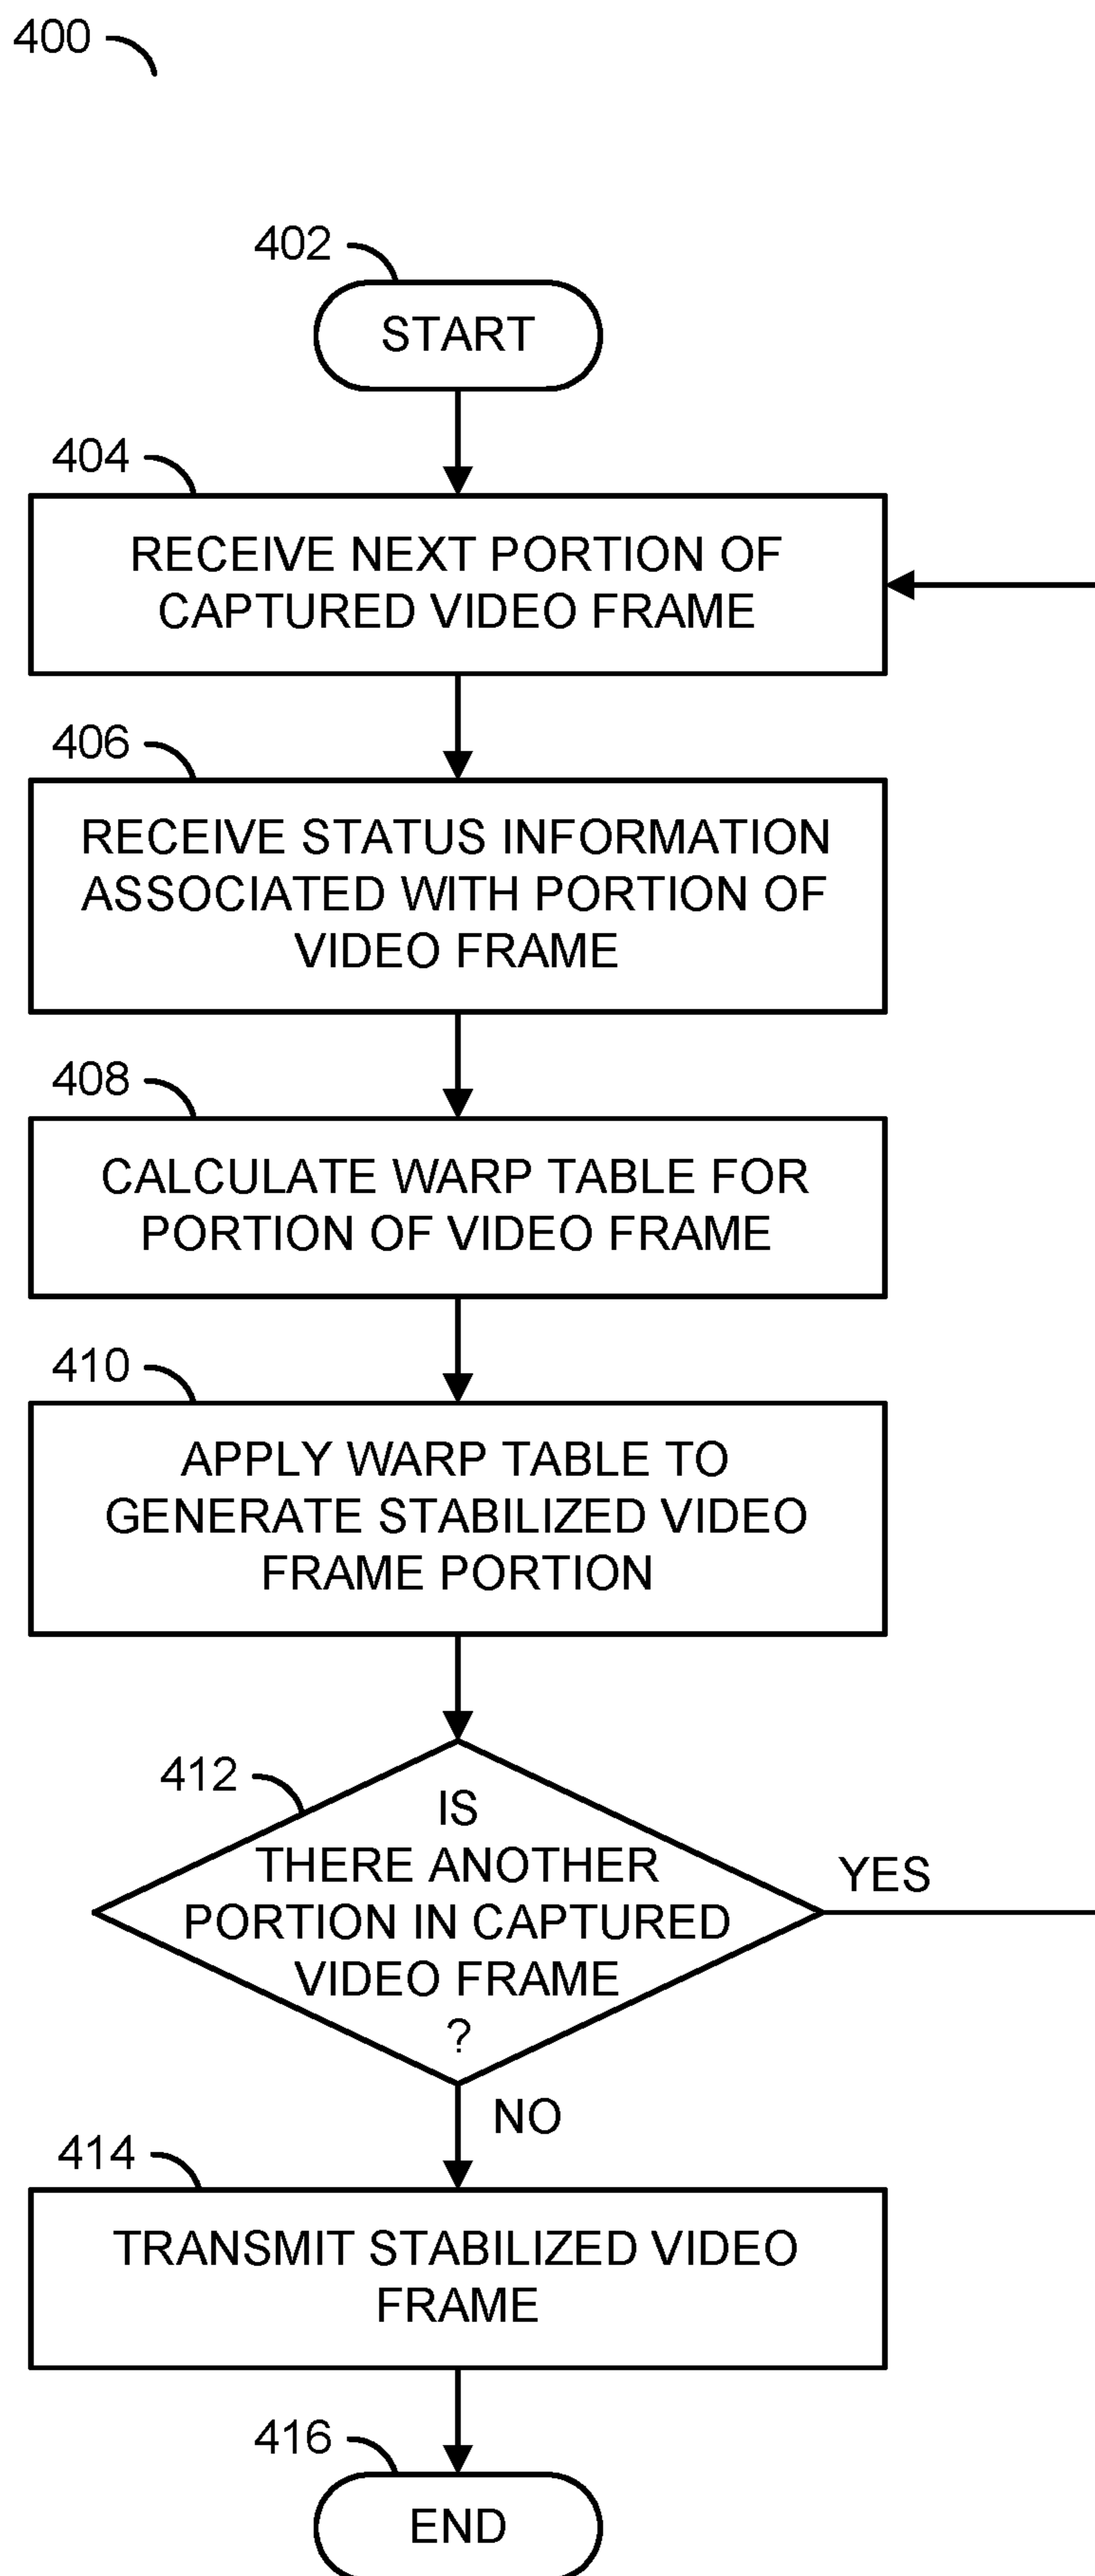 400
402
START
404
RECEIVE NEXT PORTION OF
CAPTURED VIDEO FRAME
406
RECEIVE STATUS INFORMATION
ASSOCIATED WITH PORTION OF
VIDEO FRAME
408
CALCULATE WARP TABLE FOR
PORTION OF VIDEO FRAME
410
APPLY WARP TABLE TO
GENERATE STABILIZED VIDEO
FRAME PORTION
412
IS
THERE ANOTHER
PORTION IN CAPTURED
VIDEO FRAME
?
YES
NO
414
TRANSMIT STABILIZED VIDEO
FRAME
416
END